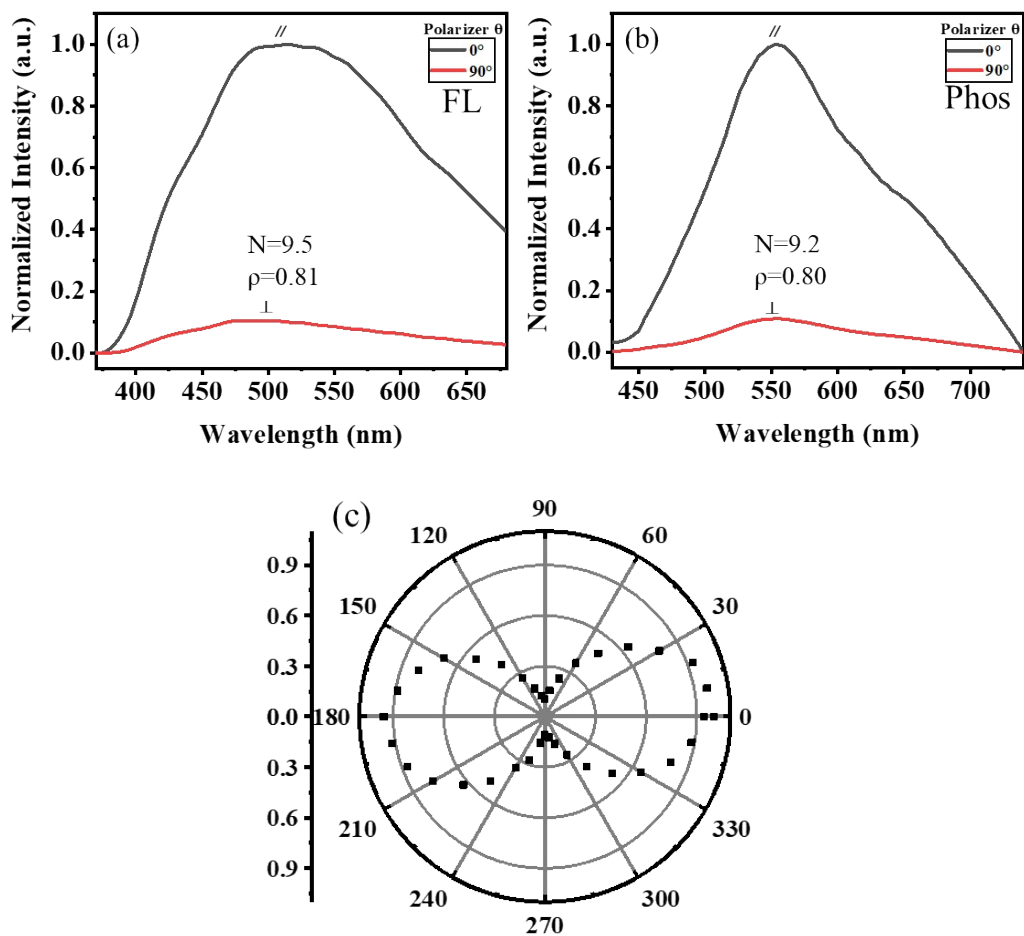 (a)
//
Polarizer θ
0°
90°
FL
N=9.5
ρ=0.81
⊥
Normalized Intensity (a.u.)
1.0
0.8
0.6
0.4
0.2
0.0
400 450 500 550 600 650
Wavelength (nm)
(b)
//
Polarizer θ
0°
90°
Phos
N=9.2
ρ=0.80
⊥
Normalized Intensity (a.u.)
1.0
0.8
0.6
0.4
0.2
0.0
450 500 550 600 650 700
Wavelength (nm)
(c)
0.9
0.6
0.3
0.0
0.3
0.6
0.9
90
120 60
150 30
180 0
210 330
240 300
270